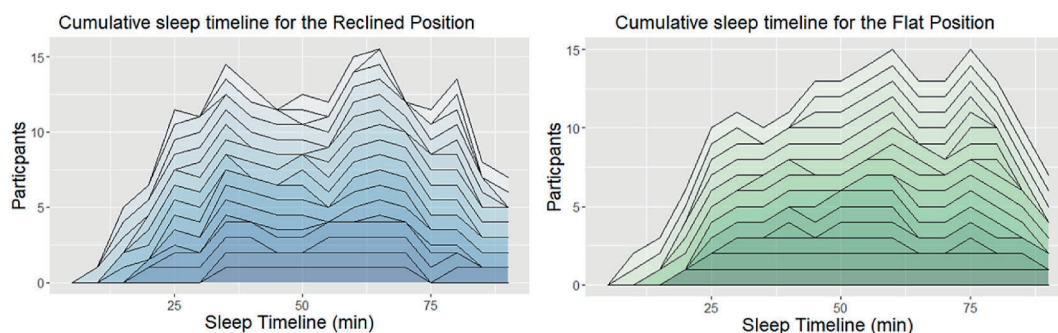 Cumulative sleep timeline for the Reclined Position
Particpants
15
10
5
0
25
50
75
Sleep Timeline (min)
Cumulative sleep timeline for the Flat Position
Participants
15
10
5
0
25
50
75
Sleep Timeline (min)